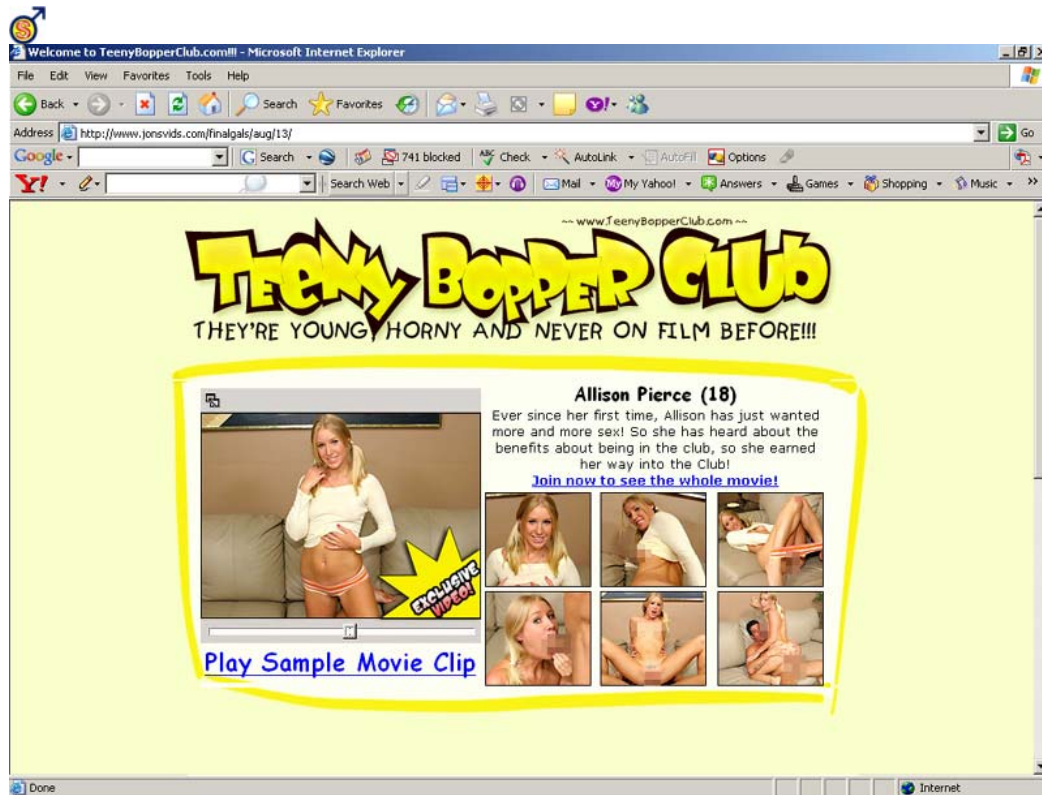 Welcome to TeenyBopperClub.com!!! - Microsoft Internet Explorer
File Edit View Favorites Tools Help
Back Search Favorites
Address http://www.jonsvids.com/finalgals/aug/13/ Go
Google Search 741 blocked Check AutoLink AutoFill Options
Y! Search Web Mail My Yahoo! Answers Games Shopping Music
~~ www.TeenyBopperClub.com ~~
TEENY BOPPER CLUB
THEY'RE YOUNG, HORNY AND NEVER ON FILM BEFORE!!!
Allison Pierce (18)
Ever since her first time, Allison has just wanted
more and more sex! So she has heard about the
benefits about being in the club, so she earned
her way into the Club!
Join now to see the whole movie!
EXCLUSIVE
VIDEO!
Play Sample Movie Clip
Done Internet